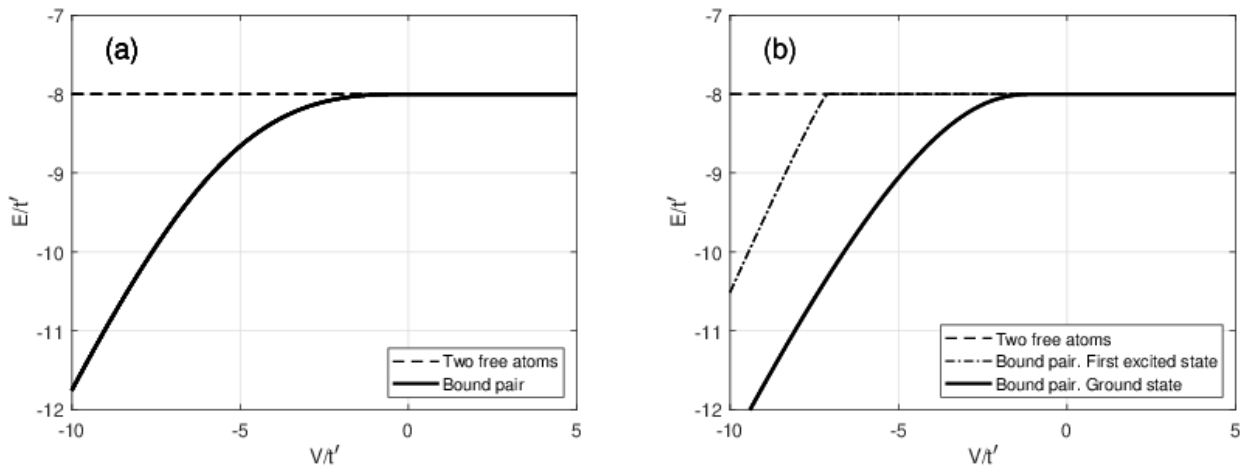 -7
(a)
-8
-9
E/t′
-10
-11
Two free atoms
Bound pair
-12
-10
-5
0
5
V/t′
-7
(b)
-8
-9
E/t′
-10
-11
Two free atoms
Bound pair. First excited state
Bound pair. Ground state
-12
-10
-5
0
5
V/t′